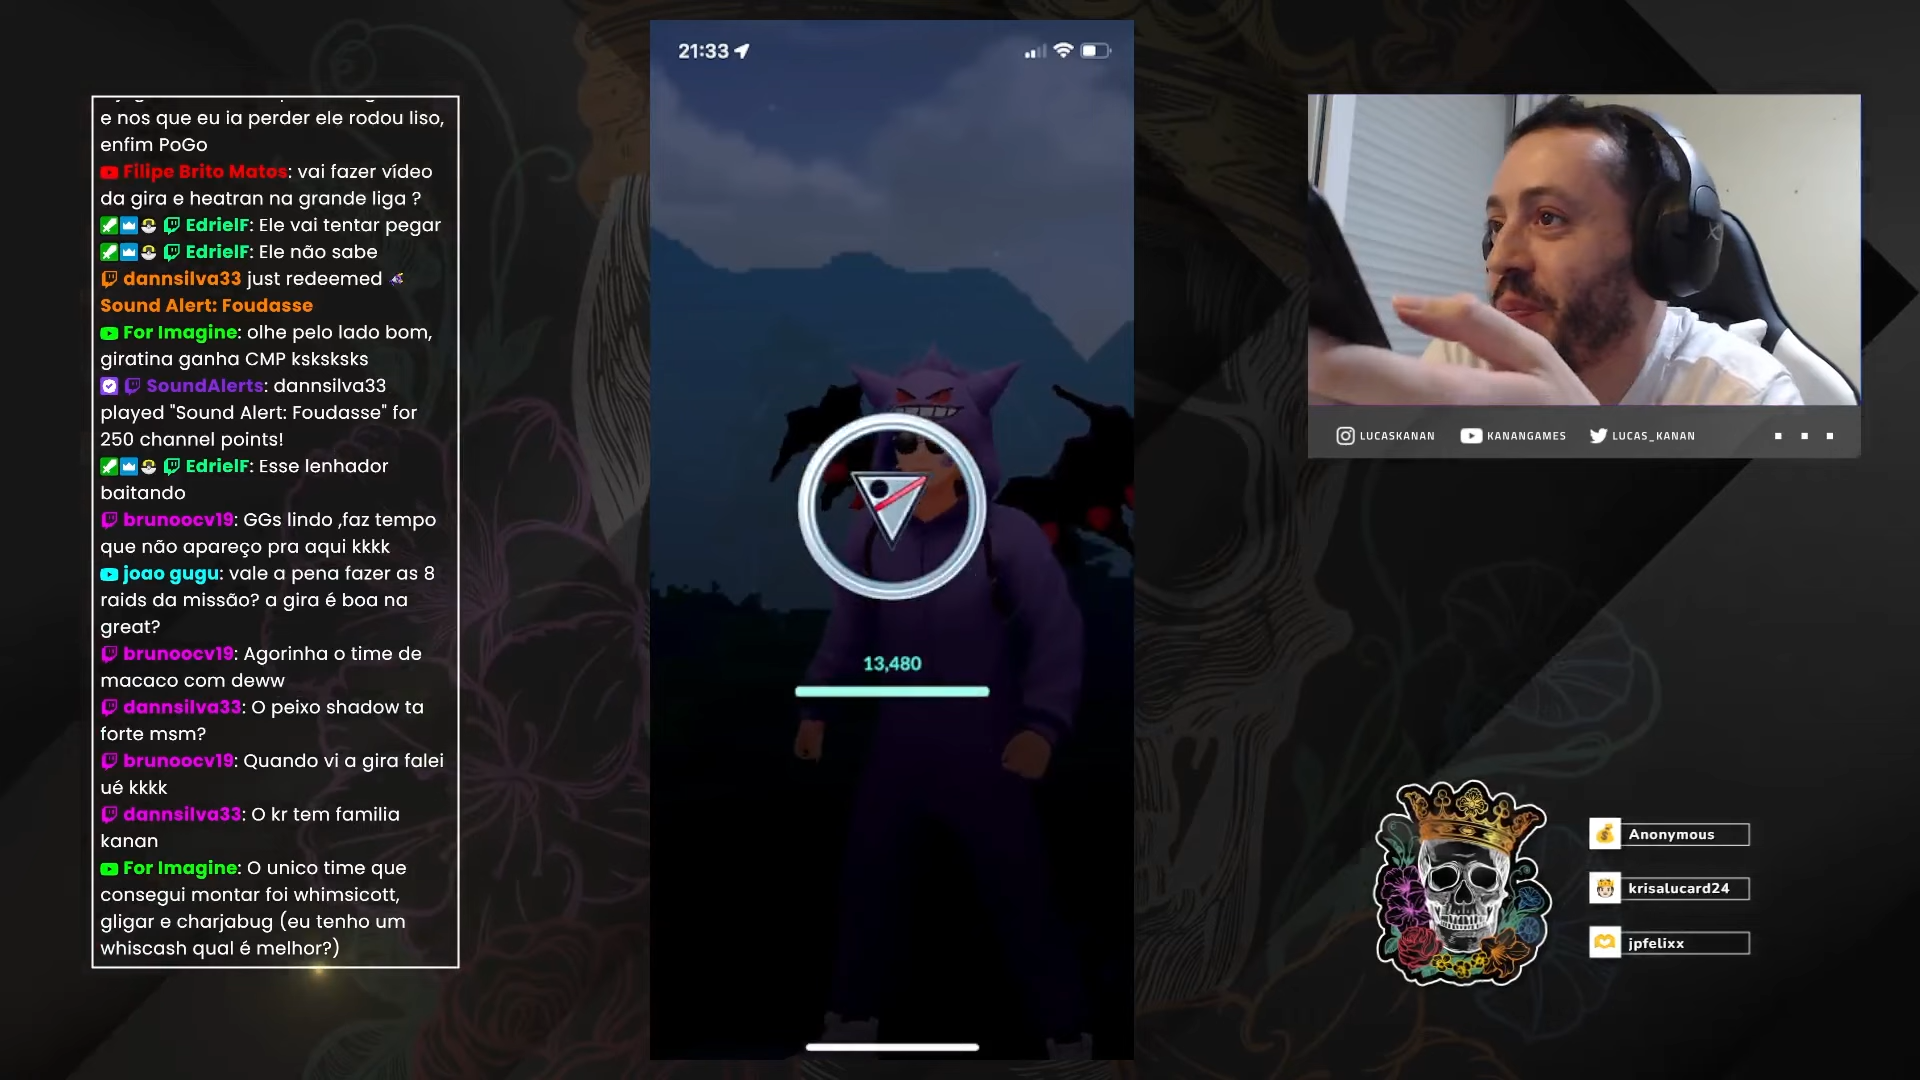 e nos que eu ia perder ele rodou liso,
enfim PoGo
Filipe Brito Matos: vai fazer vídeo
da gira e heatran na grande liga ?
EdrielF: Ele vai tentar pegar
EdrielF: Ele não sabe
dannsilva33 just redeemed
Sound Alert: Foudasse
For Imagine: olhe pelo lado bom,
giratina ganha CMP ksksksks
SoundAlerts: dannsilva33
played "Sound Alert: Foudasse" for
250 channel points!
EdrielF: Esse lenhador
baitando
brunoocv19: GGs lindo ,faz tempo
que não apareço pra aqui kkkk
joao gugu: vale a pena fazer as 8
raids da missão? a gira é boa na
great?
brunoocv19: Agorinha o time de
macaco com deww
dannsilva33: O peixo shadow ta
forte msm?
brunoocv19: Quando vi a gira falei
ué kkkk
dannsilva33: O kr tem familia
kanan
For Imagine: O unico time que
consegui montar foi whimsicott,
gligar e charjabug (eu tenho um
whiscash qual é melhor?)
21:33
13,480
LUCASKANAN KANANGAMES LUCAS_KANAN
Anonymous
krisalucard24
jpfelixx